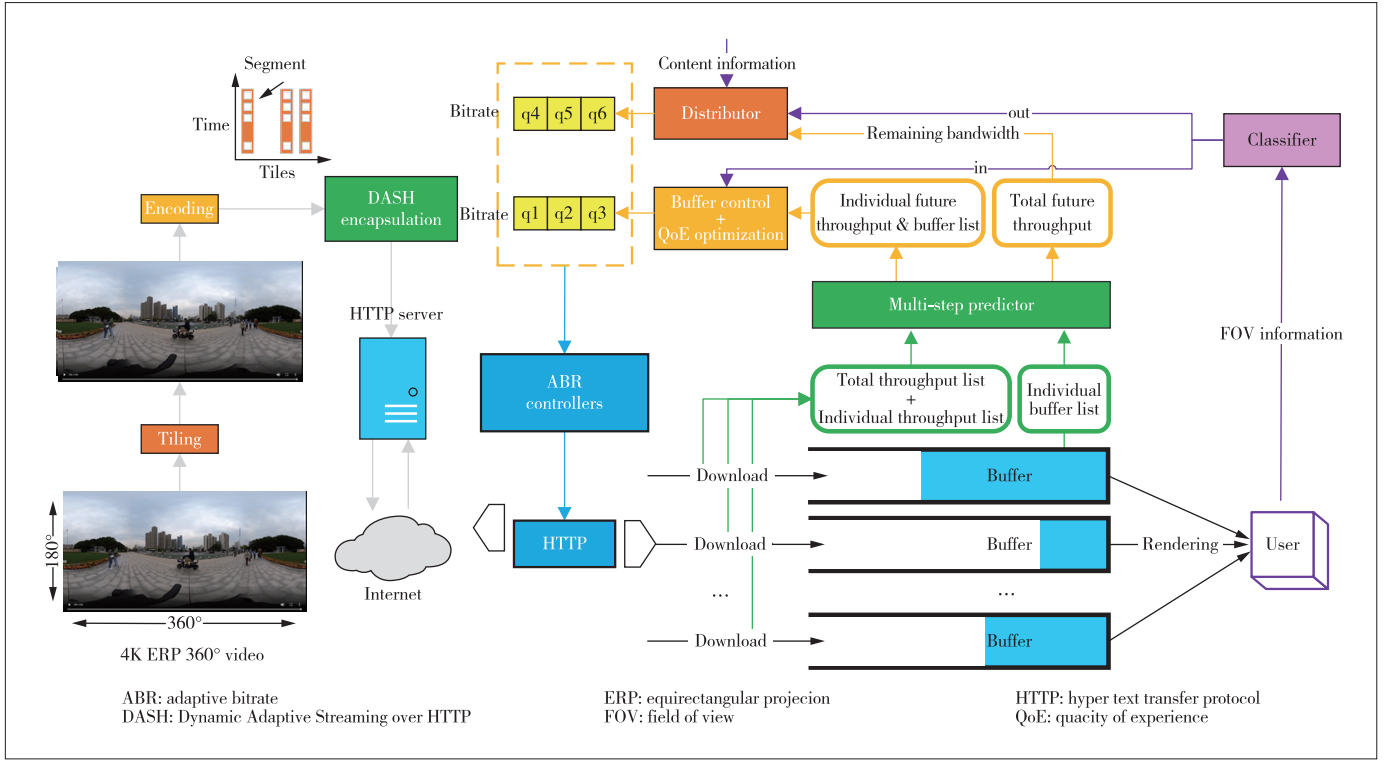 Segment
Time
Tiles
Encoding
DASH
encapsulation
HTTP server
Tiling
180°
360°
4K ERP 360° video
Internet
Content information
Bitrate
q4 q5 q6
Distributor
out
Remaining bandwidth
Classifier
in
Bitrate
q1 q2 q3
Buffer control
+
QoE optimization
Individual future
throughput & buffer list
Total future
throughput
Multi-step predictor
FOV information
ABR
controllers
Total throughput list
+
Individual throughput list
Individual
buffer list
Download
Buffer
HTTP
Download
Buffer
Rendering
User
...
...
Download
Buffer
ABR: adaptive bitrate
DASH: Dynamic Adaptive Streaming over HTTP
ERP: equirectangular projecion
FOV: field of view
HTTP: hyper text transfer protocol
QoE: quacity of experience